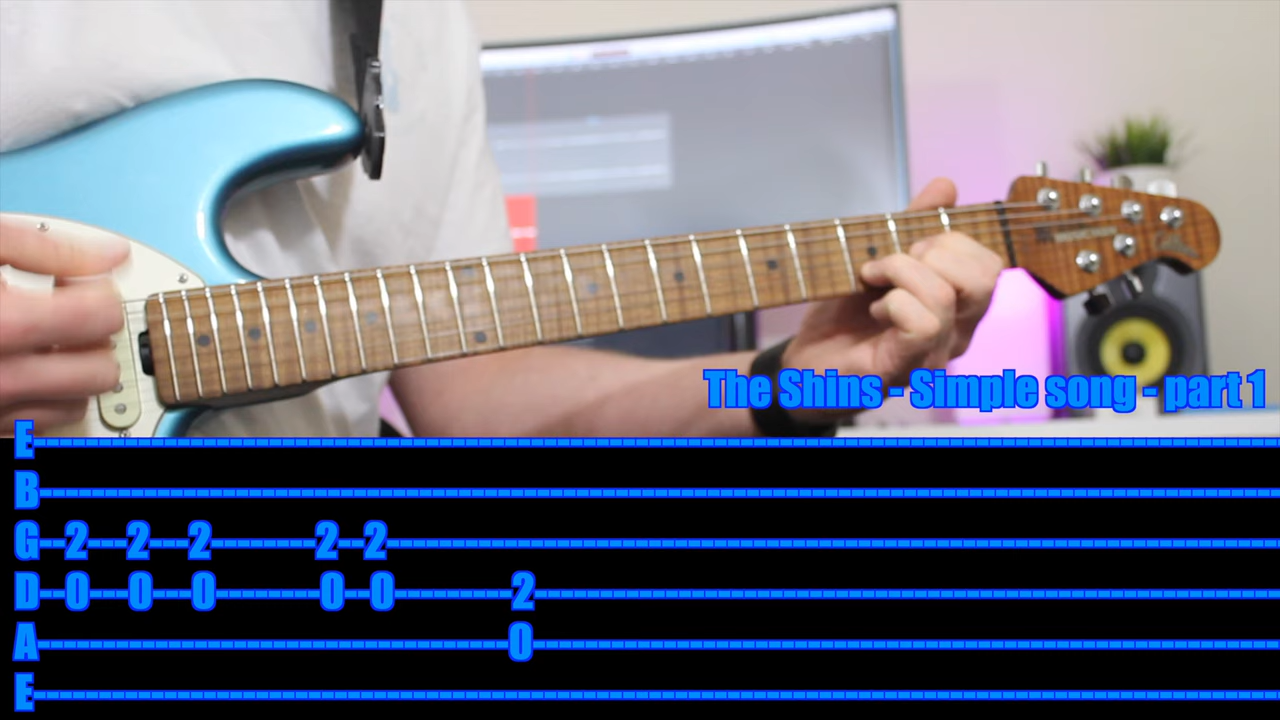 The Shins - Simple song - part 1
E--------------------------------
B--------------------------------
G--2---2---2--------2--2---------
D--0---0---0--------0--0--------2---
A--------------------------------0---
E--------------------------------